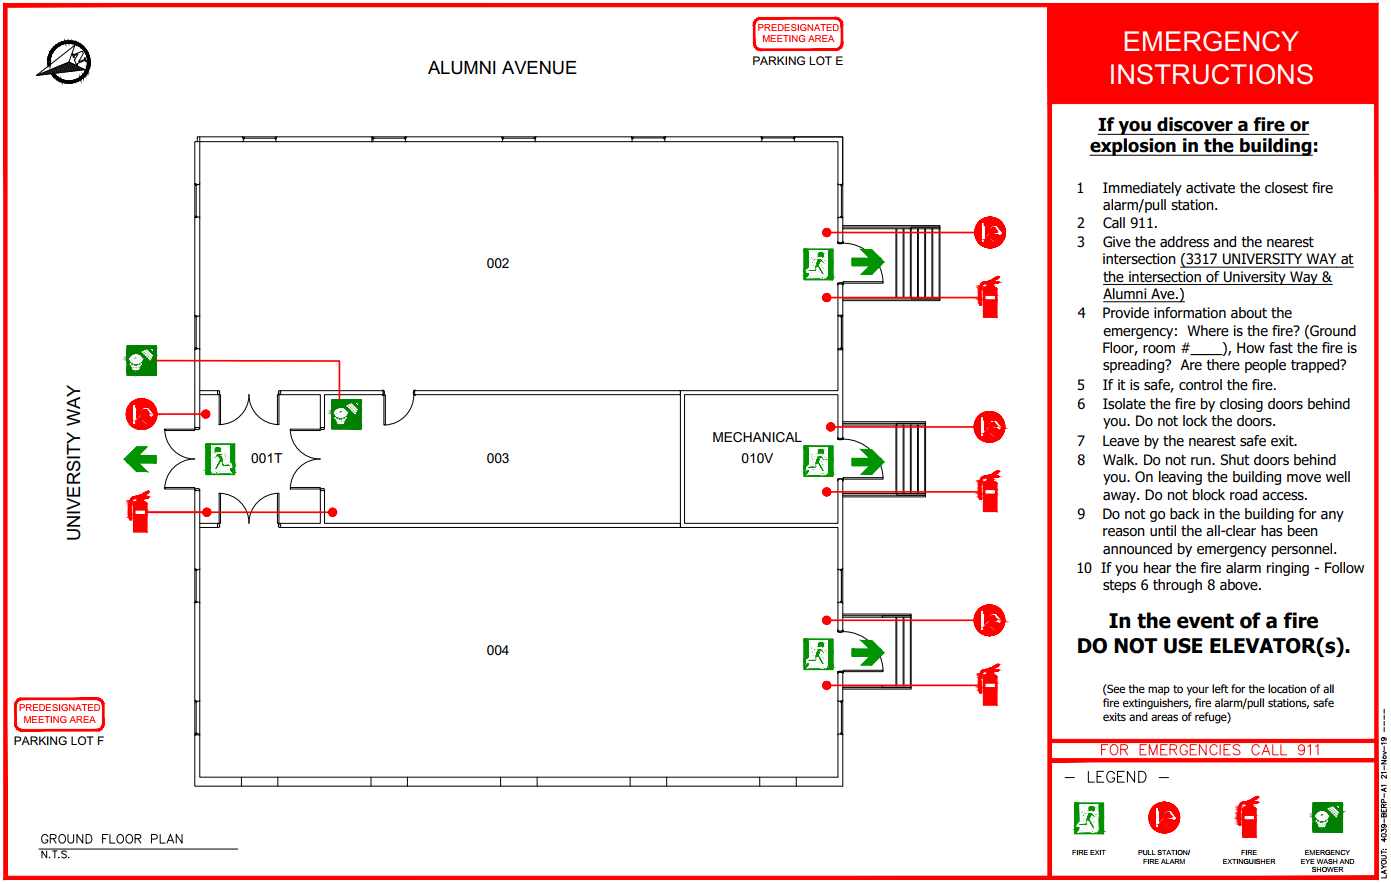 PREDESIGNATED
MEETING AREA
PARKING LOT E
ALUMNI AVENUE
002
UNIVERSITY WAY
001T
003
MECHANICAL
010V
004
PREDESIGNATED
MEETING AREA
PARKING LOT F
GROUND FLOOR PLAN
N.T.S.
EMERGENCY
INSTRUCTIONS
If you discover a fire or
explosion in the building:
1 Immediately activate the closest fire
alarm/pull station.
2 Call 911.
3 Give the address and the nearest
intersection (3317 UNIVERSITY WAY at
the intersection of University Way &
Alumni Ave.)
4 Provide information about the
emergency: Where is the fire? (Ground
Floor, room #____), How fast the fire is
spreading? Are there people trapped?
5 If it is safe, control the fire.
6 Isolate the fire by closing doors behind
you. Do not lock the doors.
7 Leave by the nearest safe exit.
8 Walk. Do not run. Shut doors behind
you. On leaving the building move well
away. Do not block road access.
9 Do not go back in the building for any
reason until the all-clear has been
announced by emergency personnel.
10 If you hear the fire alarm ringing - Follow
steps 6 through 8 above.
In the event of a fire
DO NOT USE ELEVATOR(s).
(See the map to your left for the location of all
fire extinguishers, fire alarm/pull stations, safe
exits and areas of refuge)
FOR EMERGENCIES CALL 911
— LEGEND —
FIRE EXIT
PULL STATION/
FIRE ALARM
FIRE
EXTINGUISHER
EMERGENCY
EYE WASH AND
SHOWER
LAYOUT: 4039-BERP-A1 21-Nov-19 ----